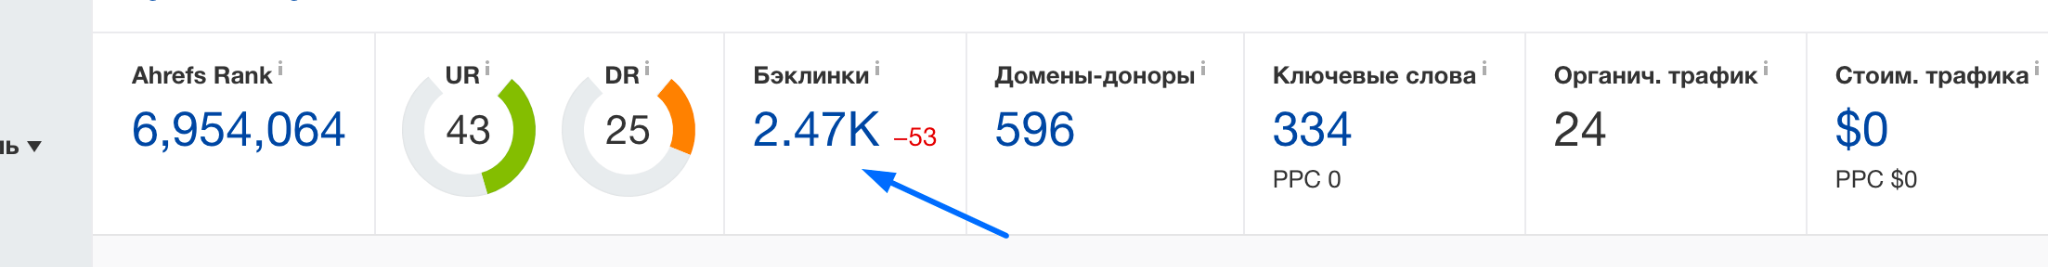 ль
Ahrefs Rank i
6,954,064
UR i
43
DR i
25
Бэклинки i
2.47K –53
Домены-доноры i
596
Ключевые слова i
334
PPC 0
Органич. трафик i
24
Стоим. трафика i
$0
PPC $0